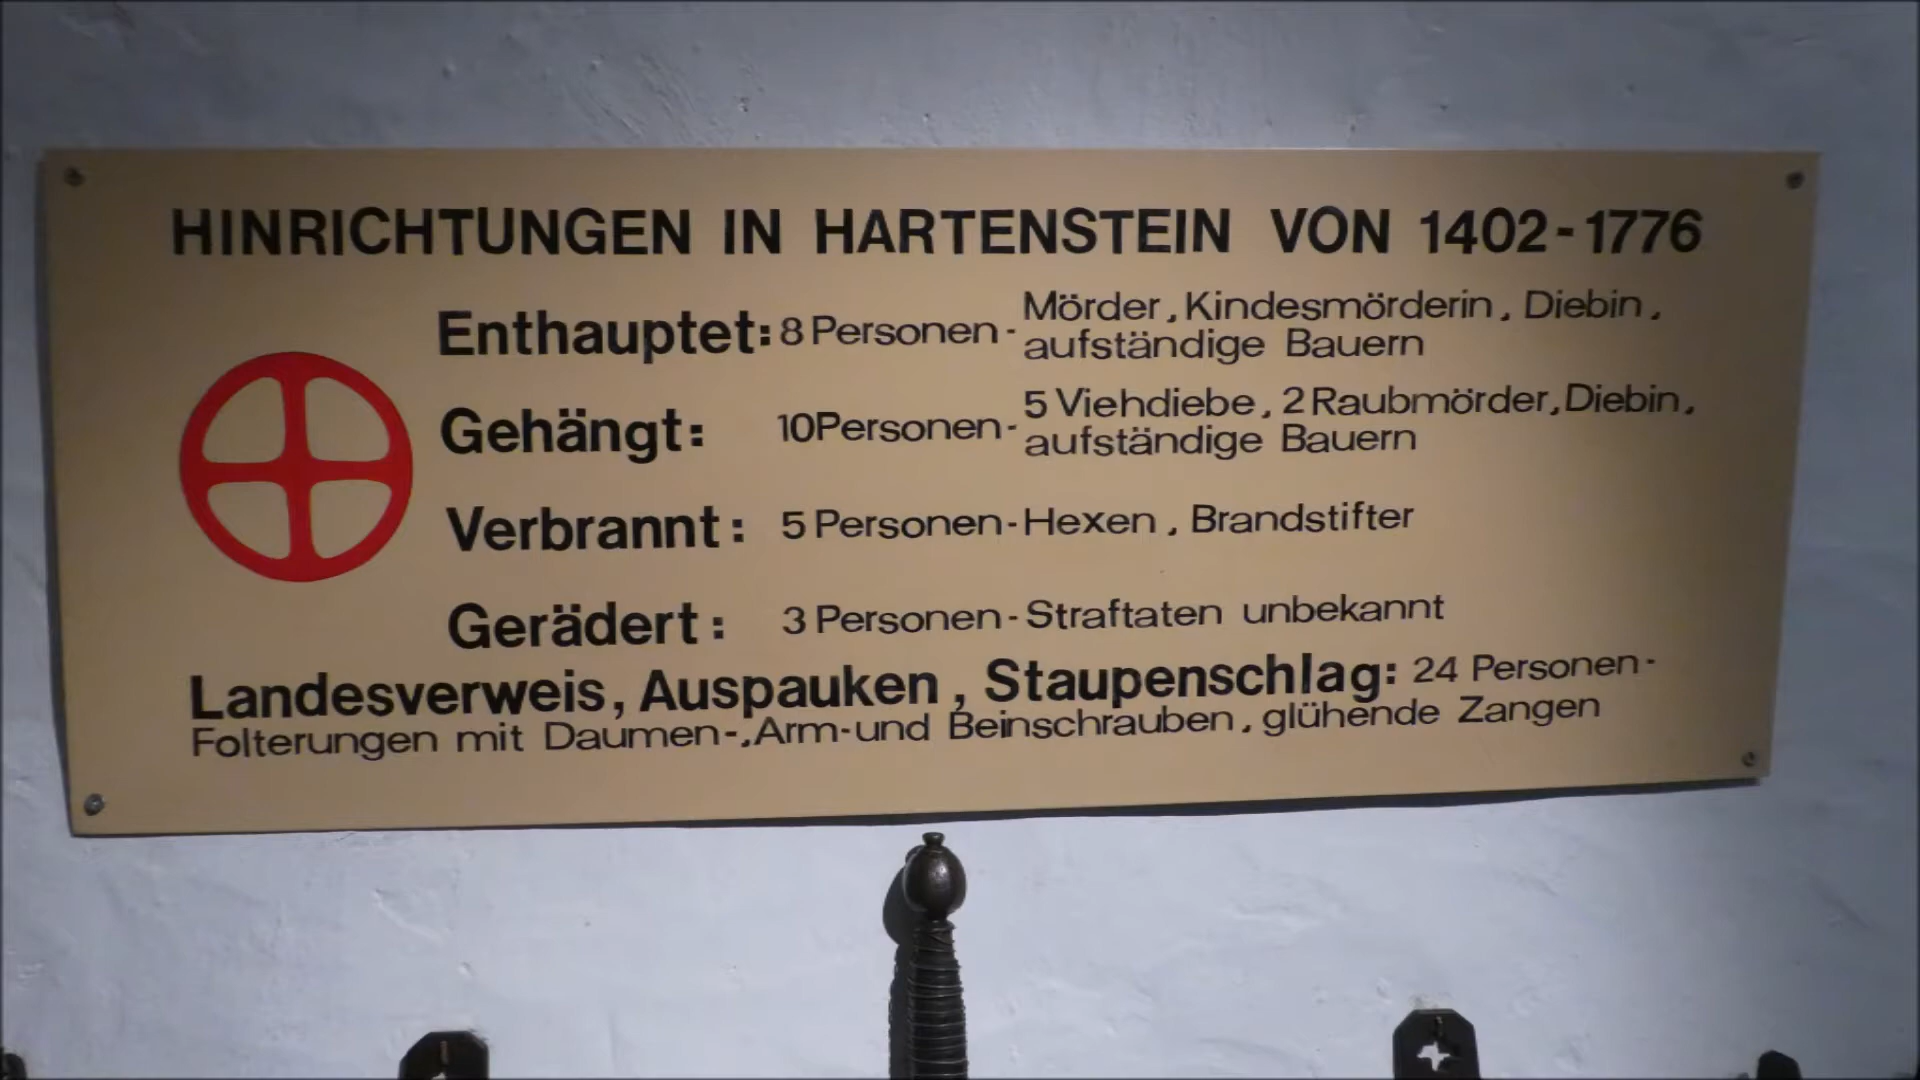 HINRICHTUNGEN IN HARTENSTEIN VON 1402-1776
Enthauptet: 8 Personen - Mörder, Kindesmörderin, Diebin,
aufständige Bauern
Gehängt: 10 Personen - 5 Viehdiebe, 2 Raubmörder, Diebin,
aufständige Bauern
Verbrannt: 5 Personen - Hexen, Brandstifter
Gerädert: 3 Personen - Straftaten unbekannt
Landesverweis, Auspauken, Staupenschlag: 24 Personen -
Folterungen mit Daumen-, Arm- und Beinschrauben, glühende Zangen